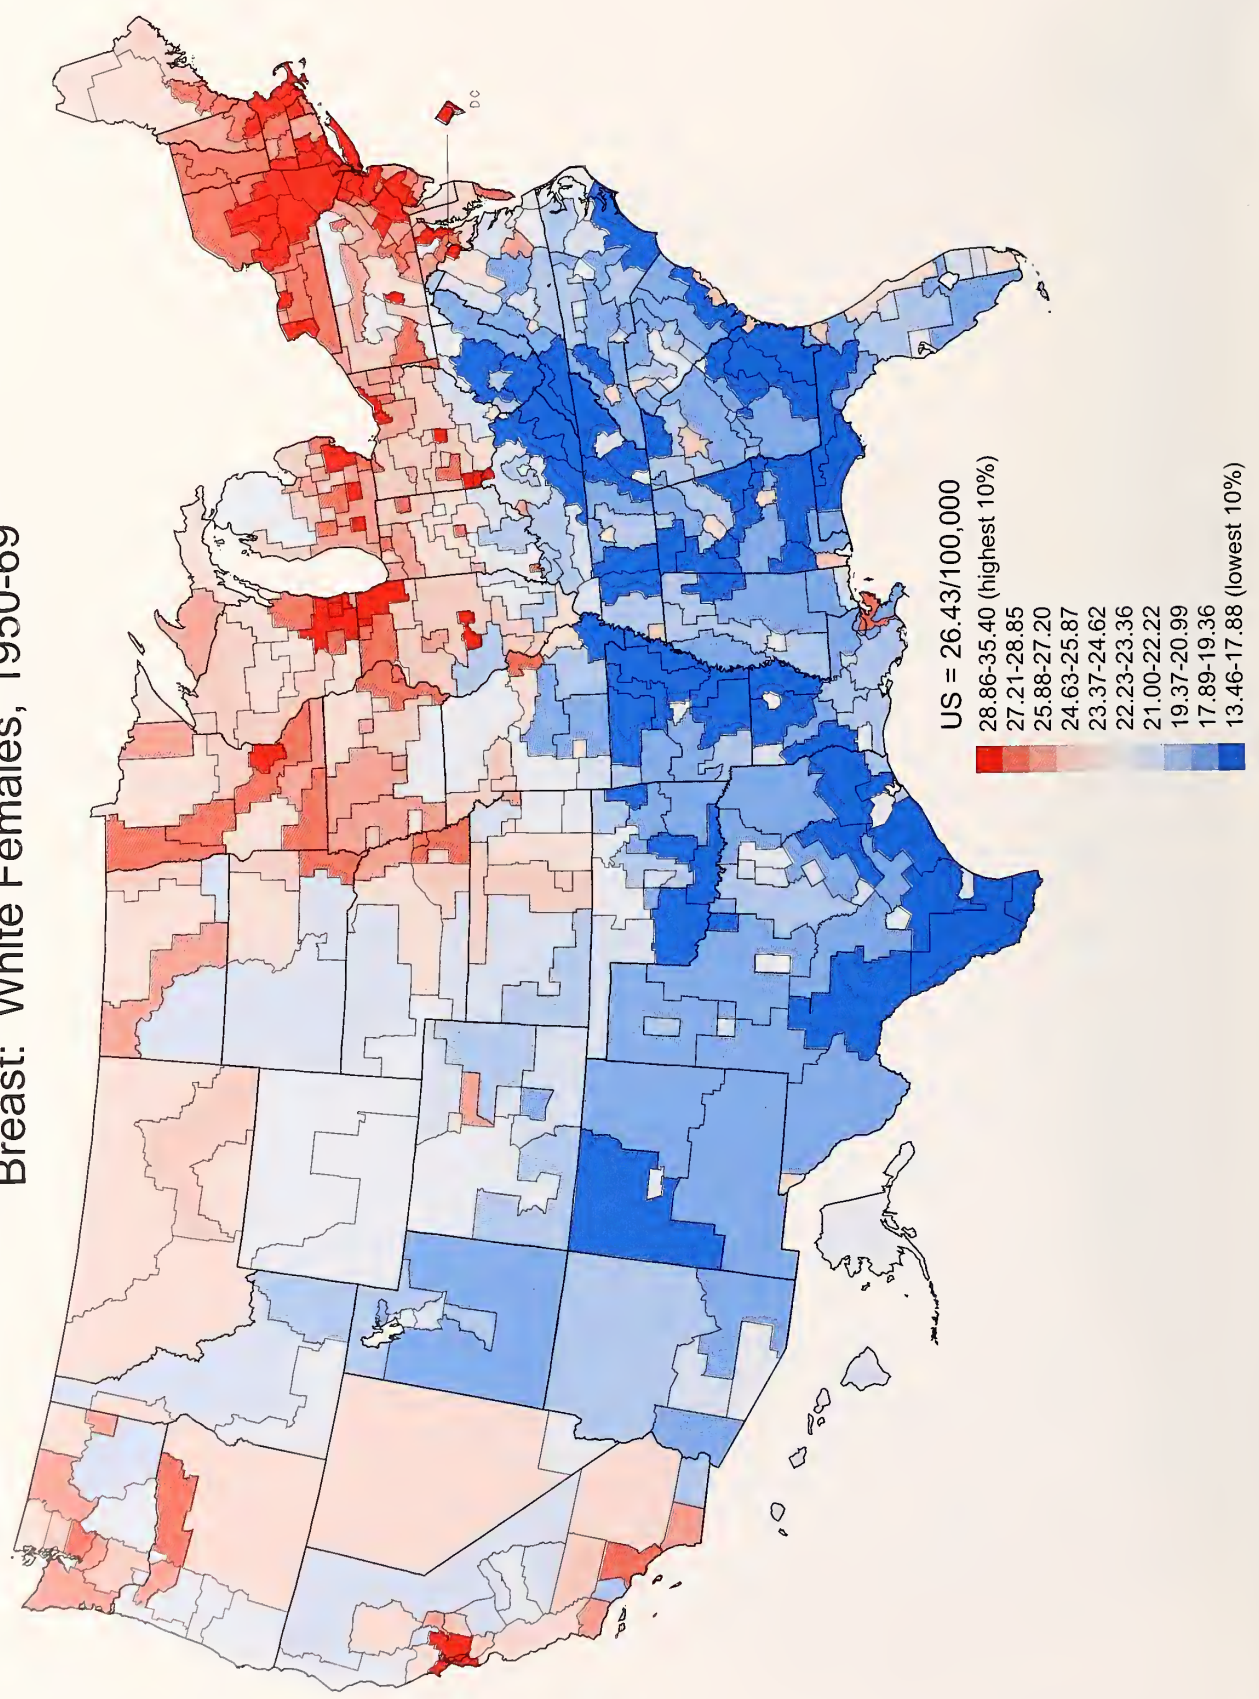 Breast: White Females, 1950-69
DC
US = 26.43/100,000
28.86-35.40 (highest 10%)
27.21-28.85
25.88-27.20
24.63-25.87
23.37-24.62
22.23-23.36
21.00-22.22
19.37-20.99
17.89-19.36
13.46-17.88 (lowest 10%)